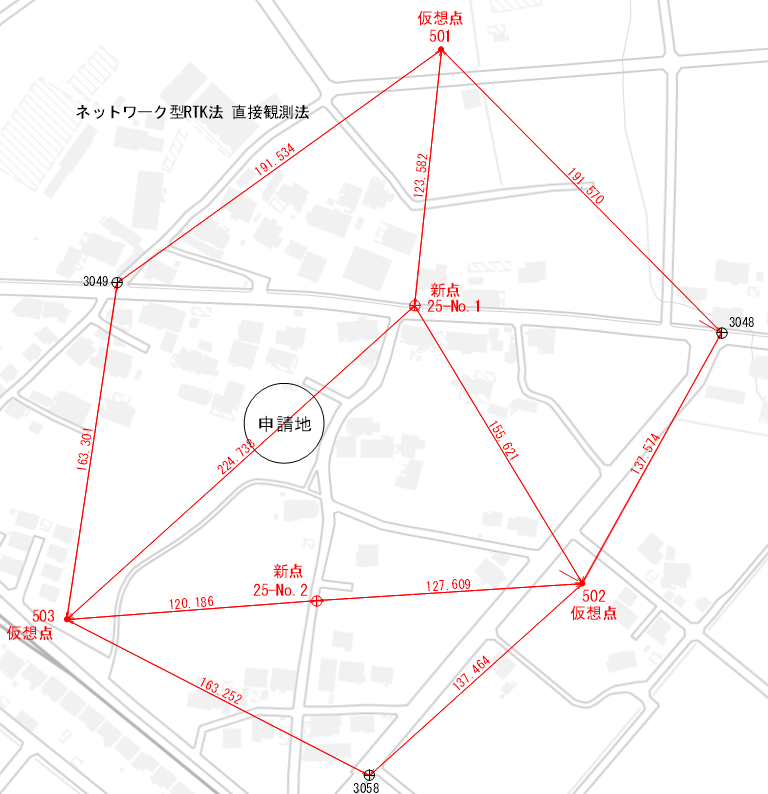 仮想点
501
ネットワーク型RTK法 直接観測法
191.534
123.582
191.570
3049
新点
25-No.1
3048
申請地
163.301
224.738
155.621
137.574
新点
25-No.2
120.186
127.609
503
仮想点
502
仮想点
163.252
137.464
3058